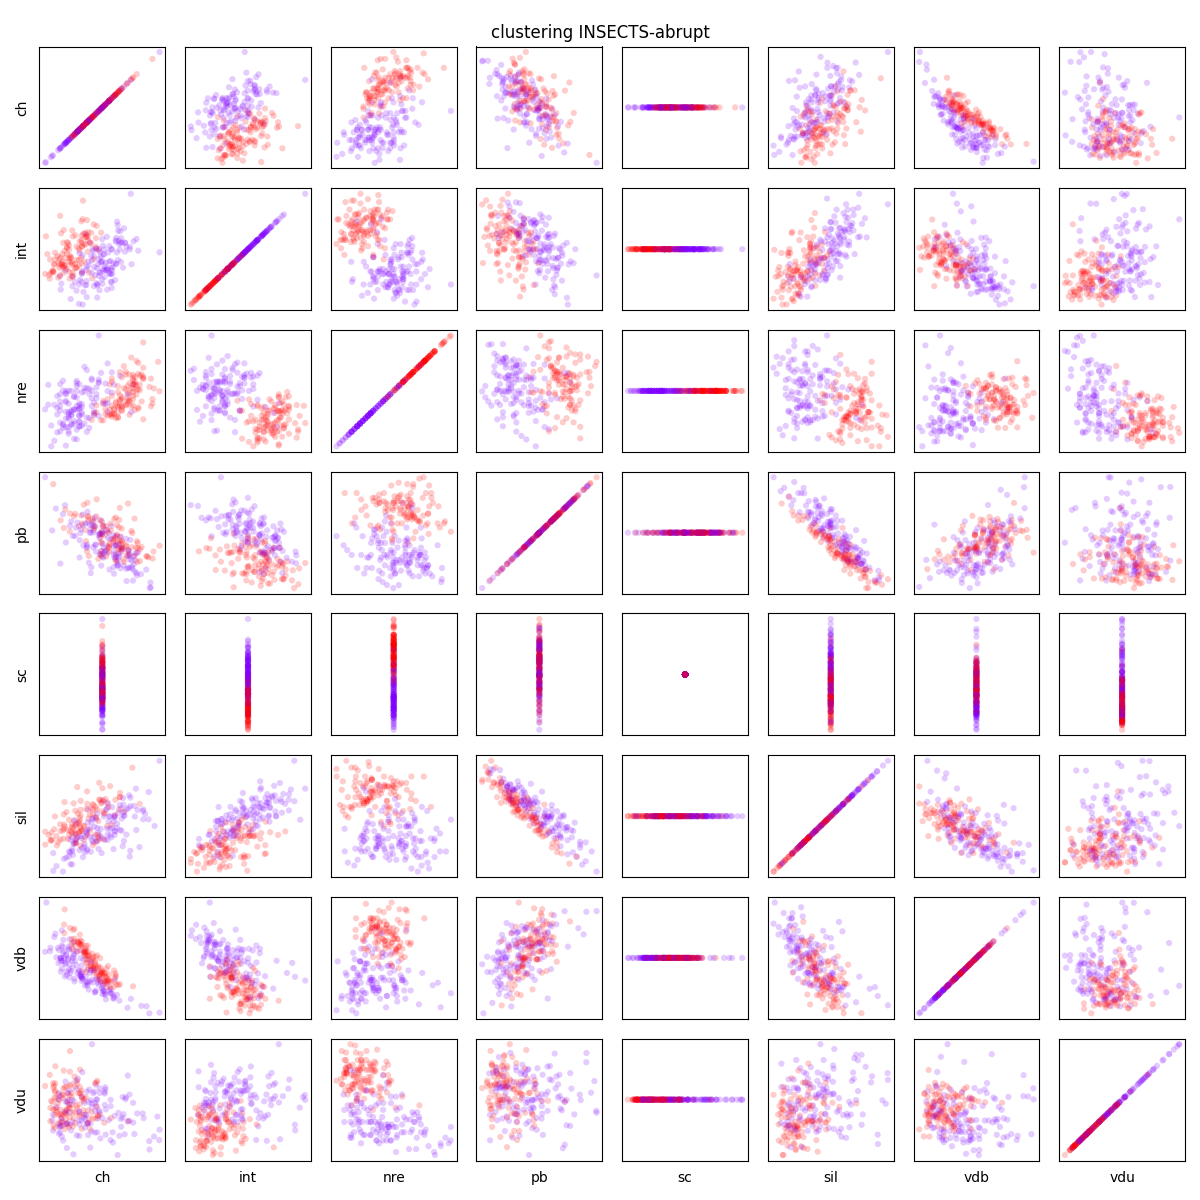 clustering INSECTS-abrupt
ch
int
nre
pb
sc
sil
vdb
vdu
ch int nre pb sc sil vdb vdu